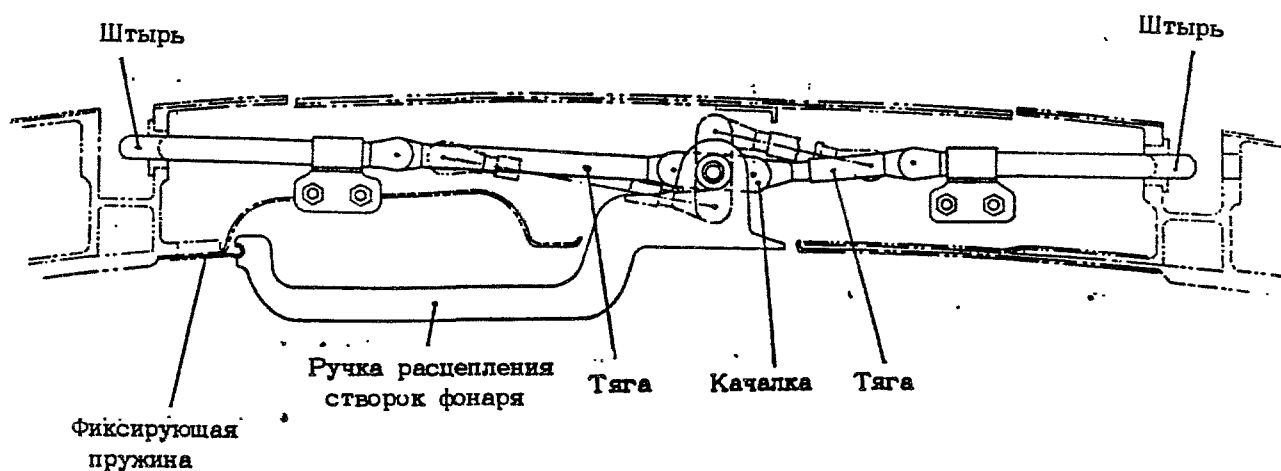 Штырь
Штырь
Ручка расцепления
створок фонаря
Тяга
Качалка
Тяга
Фиксирующая
пружина